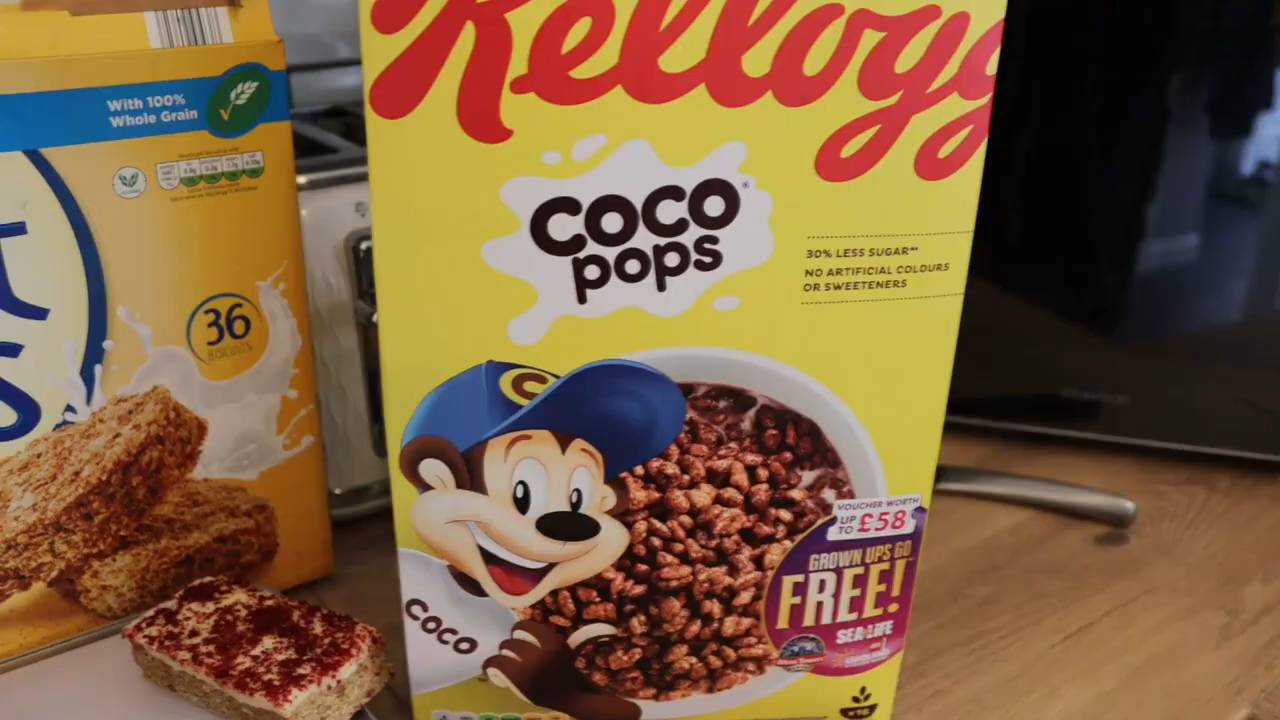 With 100%
Whole Grain
36
BISCUITS
Kellogg
coco
pops
30% LESS SUGAR**
NO ARTIFICIAL COLOURS
OR SWEETENERS
C
coco
VOUCHER WORTH
UP TO £58
GROWN UPS GO
FREE!
SEA LIFE